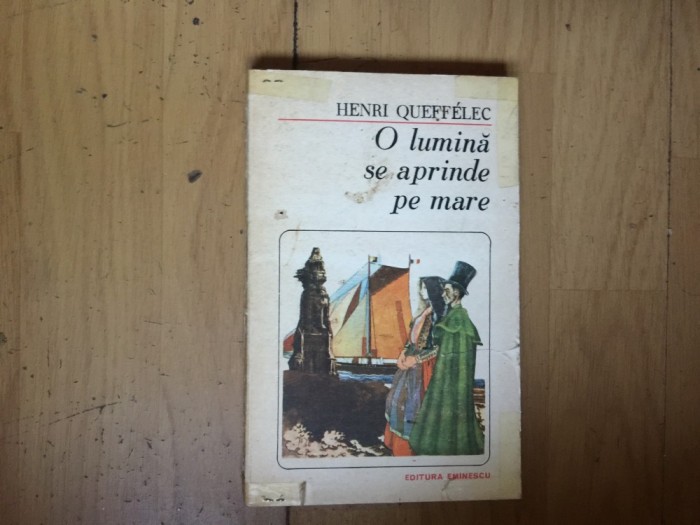 HENRI QUEFFÉLEC
O lumină
se aprinde
pe mare
EDITURA EMINESCU